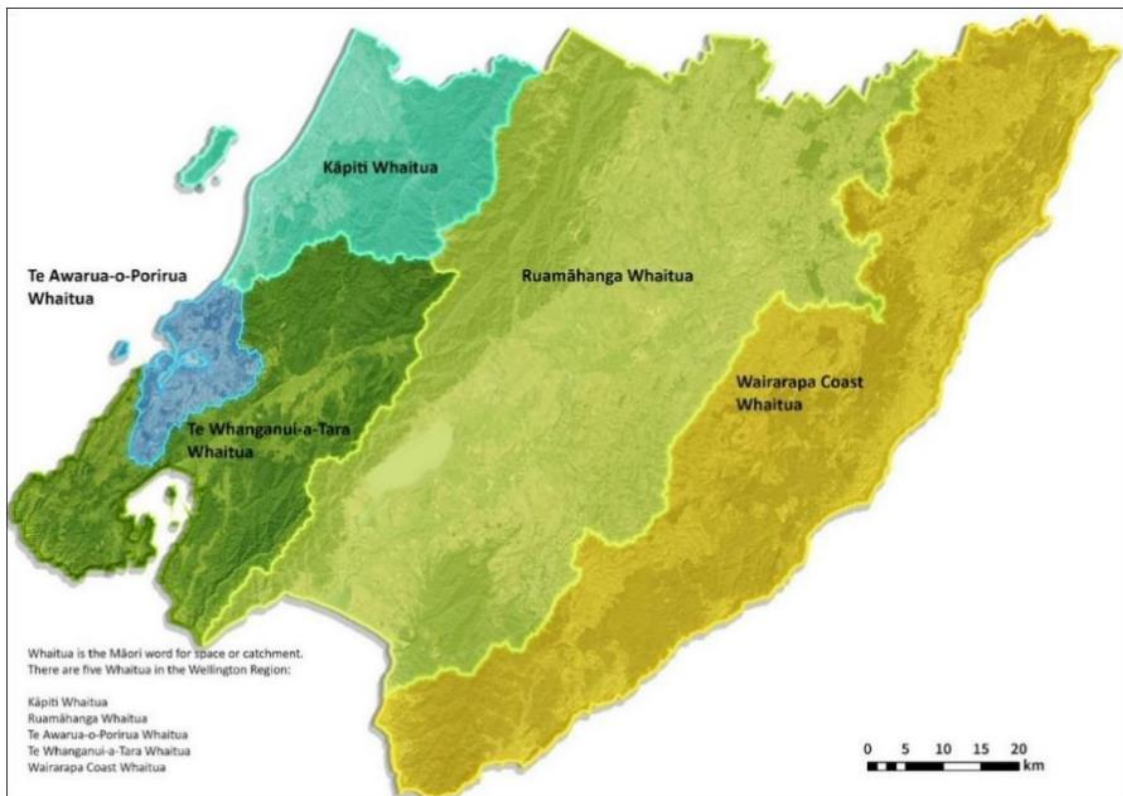 Kāpiti Whaitua
Te Awarua-o-Porirua
Whaitua
Ruamāhanga Whaitua
Wairarapa Coast
Whaitua
Te Whanganui-a-Tara
Whaitua
Whaitua is the Māori word for space or catchment.
There are five Whaitua in the Wellington Region:
Kāpiti Whaitua
Ruamāhanga Whaitua
Te Awarua-o-Porirua Whaitua
Te Whanganui-a-Tara Whaitua
Wairarapa Coast Whaitua
0 5 10 15 20
km